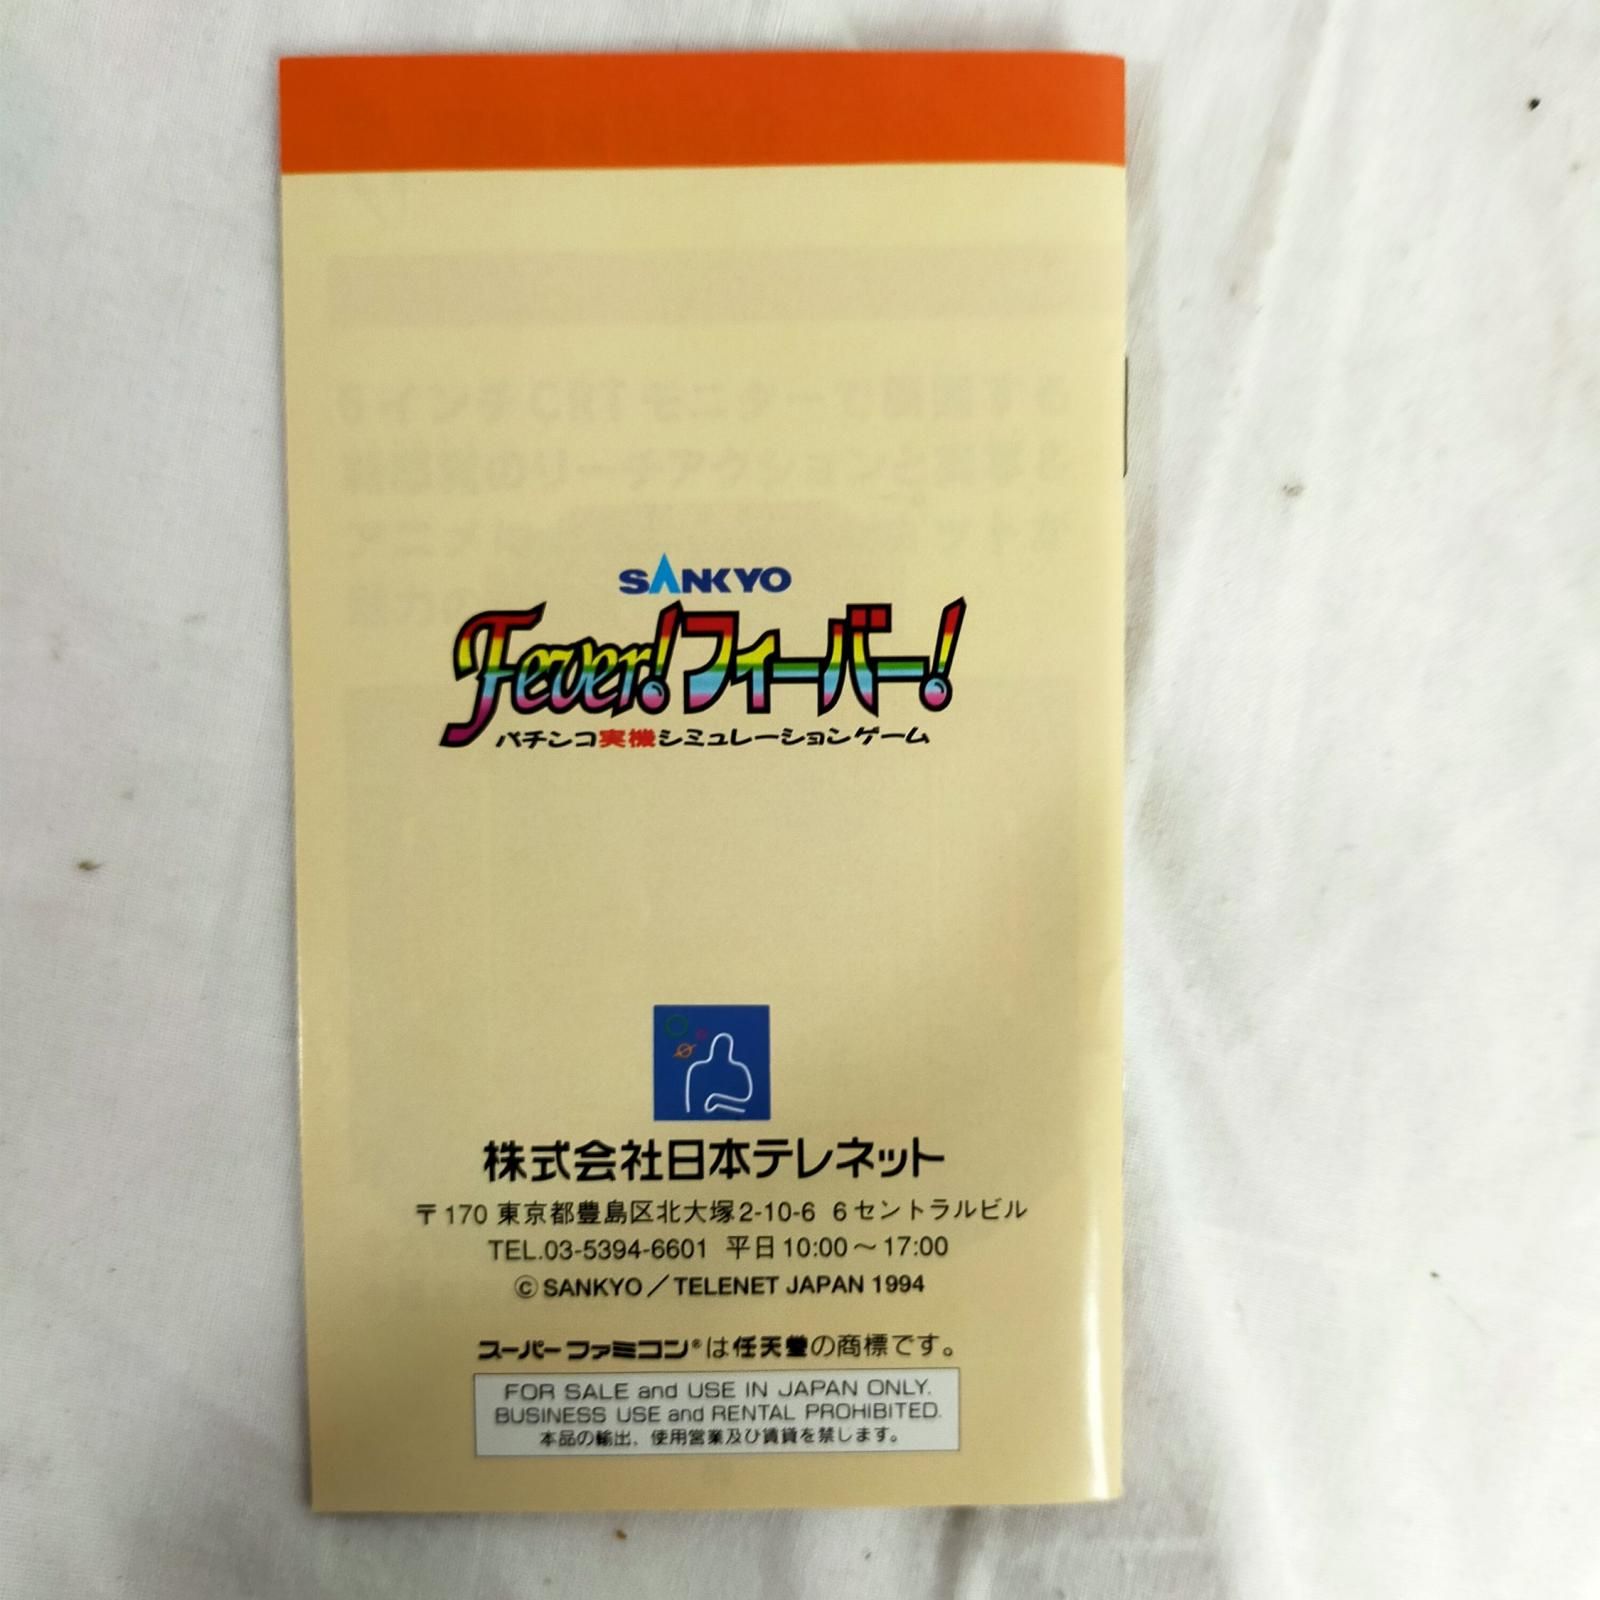 SANKYO
Fever!フィーバー!
パチンコ実機シミュレーションゲーム
株式会社日本テレネット
〒170 東京都豊島区北大塚2-10-6 6セントラルビル
TEL.03-5394-6601 平日10:00〜17:00
©SANKYO／TELENET JAPAN 1994
スーパーファミコン®は任天堂の商標です。
FOR SALE and USE IN JAPAN ONLY.
BUSINESS USE and RENTAL PROHIBITED.
本品の輸出、使用営業及び賃貸を禁じます。